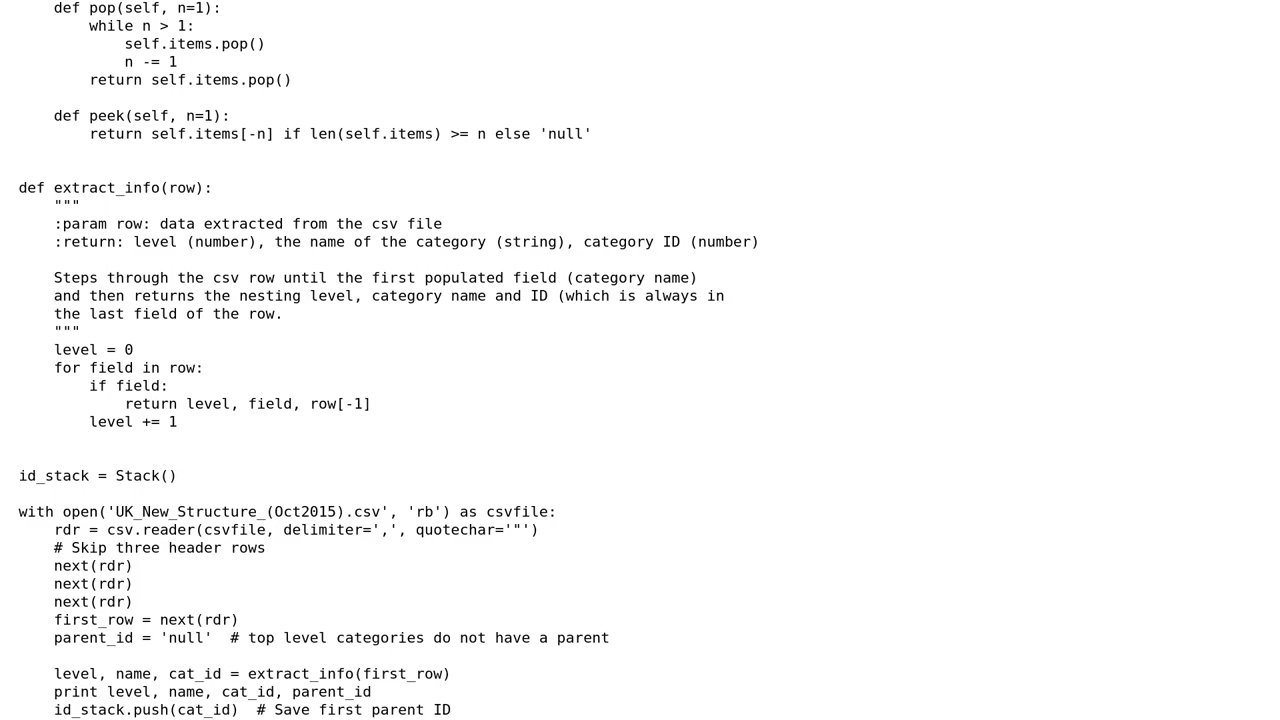 def pop(self, n=1):
        while n > 1:
            self.items.pop()
            n -= 1
        return self.items.pop()

    def peek(self, n=1):
        return self.items[-n] if len(self.items) >= n else 'null'


def extract_info(row):
    """
    :param row: data extracted from the csv file
    :return: level (number), the name of the category (string), category ID (number)

    Steps through the csv row until the first populated field (category name)
    and then returns the nesting level, category name and ID (which is always in
    the last field of the row.
    """
    level = 0
    for field in row:
        if field:
            return level, field, row[-1]
        level += 1


id_stack = Stack()

with open('UK_New_Structure_(Oct2015).csv', 'rb') as csvfile:
    rdr = csv.reader(csvfile, delimiter=',', quotechar='"')
    # Skip three header rows
    next(rdr)
    next(rdr)
    next(rdr)
    first_row = next(rdr)
    parent_id = 'null'  # top level categories do not have a parent

    level, name, cat_id = extract_info(first_row)
    print level, name, cat_id, parent_id
    id_stack.push(cat_id)  # Save first parent ID